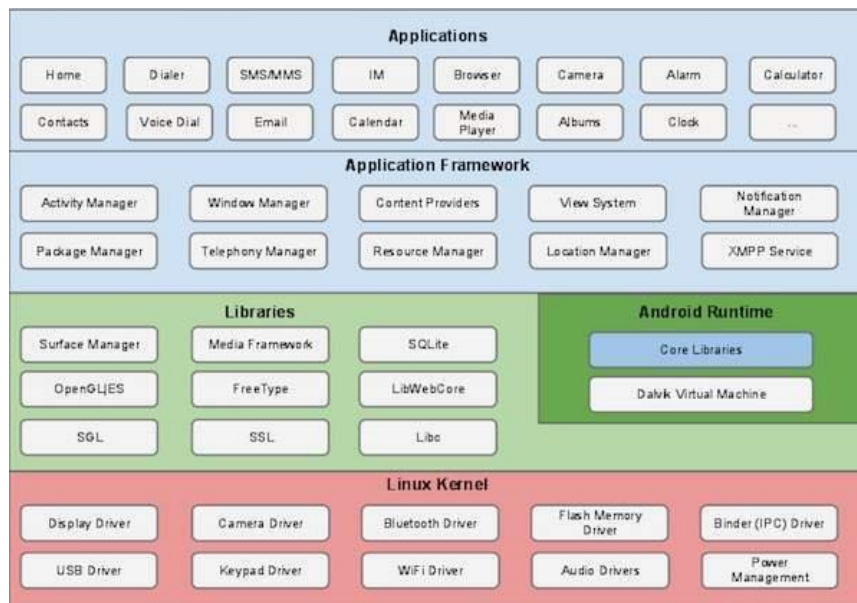 Applications
Home
Dialer
SMS/MMS
IM
Browser
Camera
Alarm
Calculator
Contacts
Voice Dial
Email
Calendar
Media
Player
Albums
Clock
...
Application Framework
Activity Manager
Window Manager
Content Providers
View System
Notification
Manager
Package Manager
Telephony Manager
Resource Manager
Location Manager
XMPP Service
Libraries
Surface Manager
Media Framework
SQLite
OpenGL|ES
FreeType
LibWebCore
SGL
SSL
Libc
Android Runtime
Core Libraries
Dalvik Virtual Machine
Linux Kernel
Display Driver
Camera Driver
Bluetooth Driver
Flash Memory
Driver
Binder (IPC) Driver
USB Driver
Keypad Driver
WiFi Driver
Audio Drivers
Power
Management